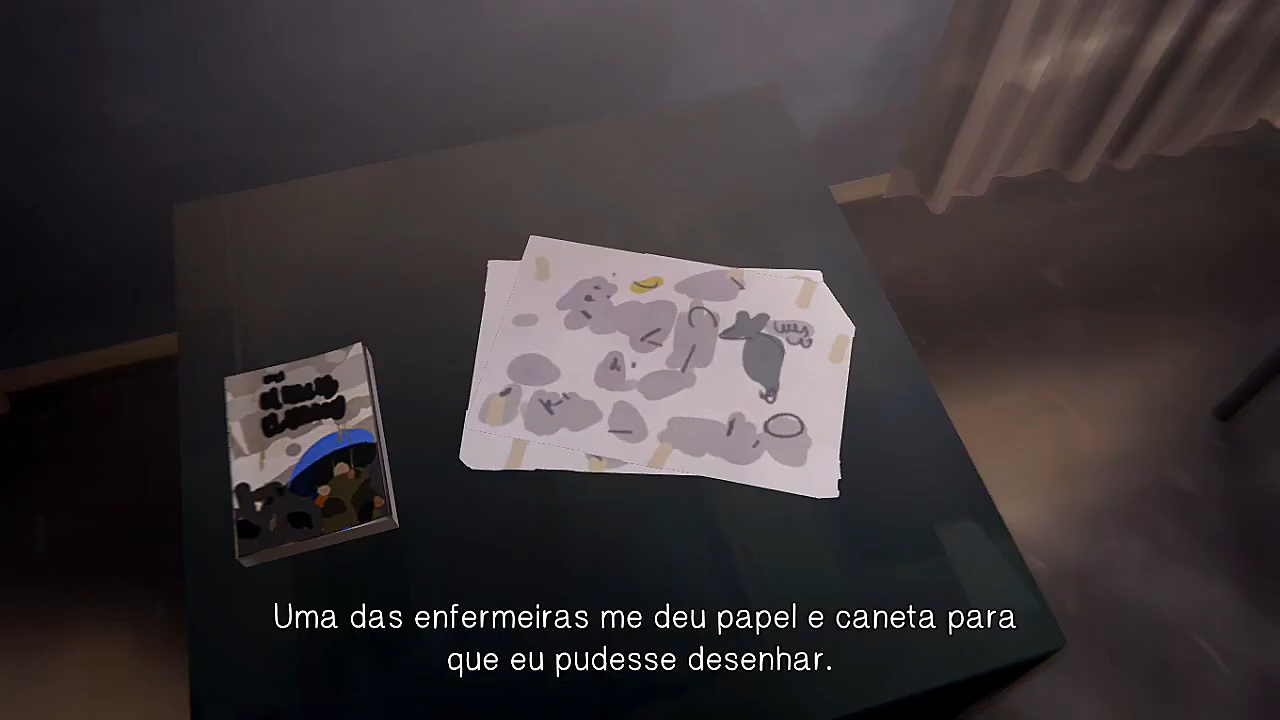 Uma das enfermeiras me deu papel e caneta para
que eu pudesse desenhar.